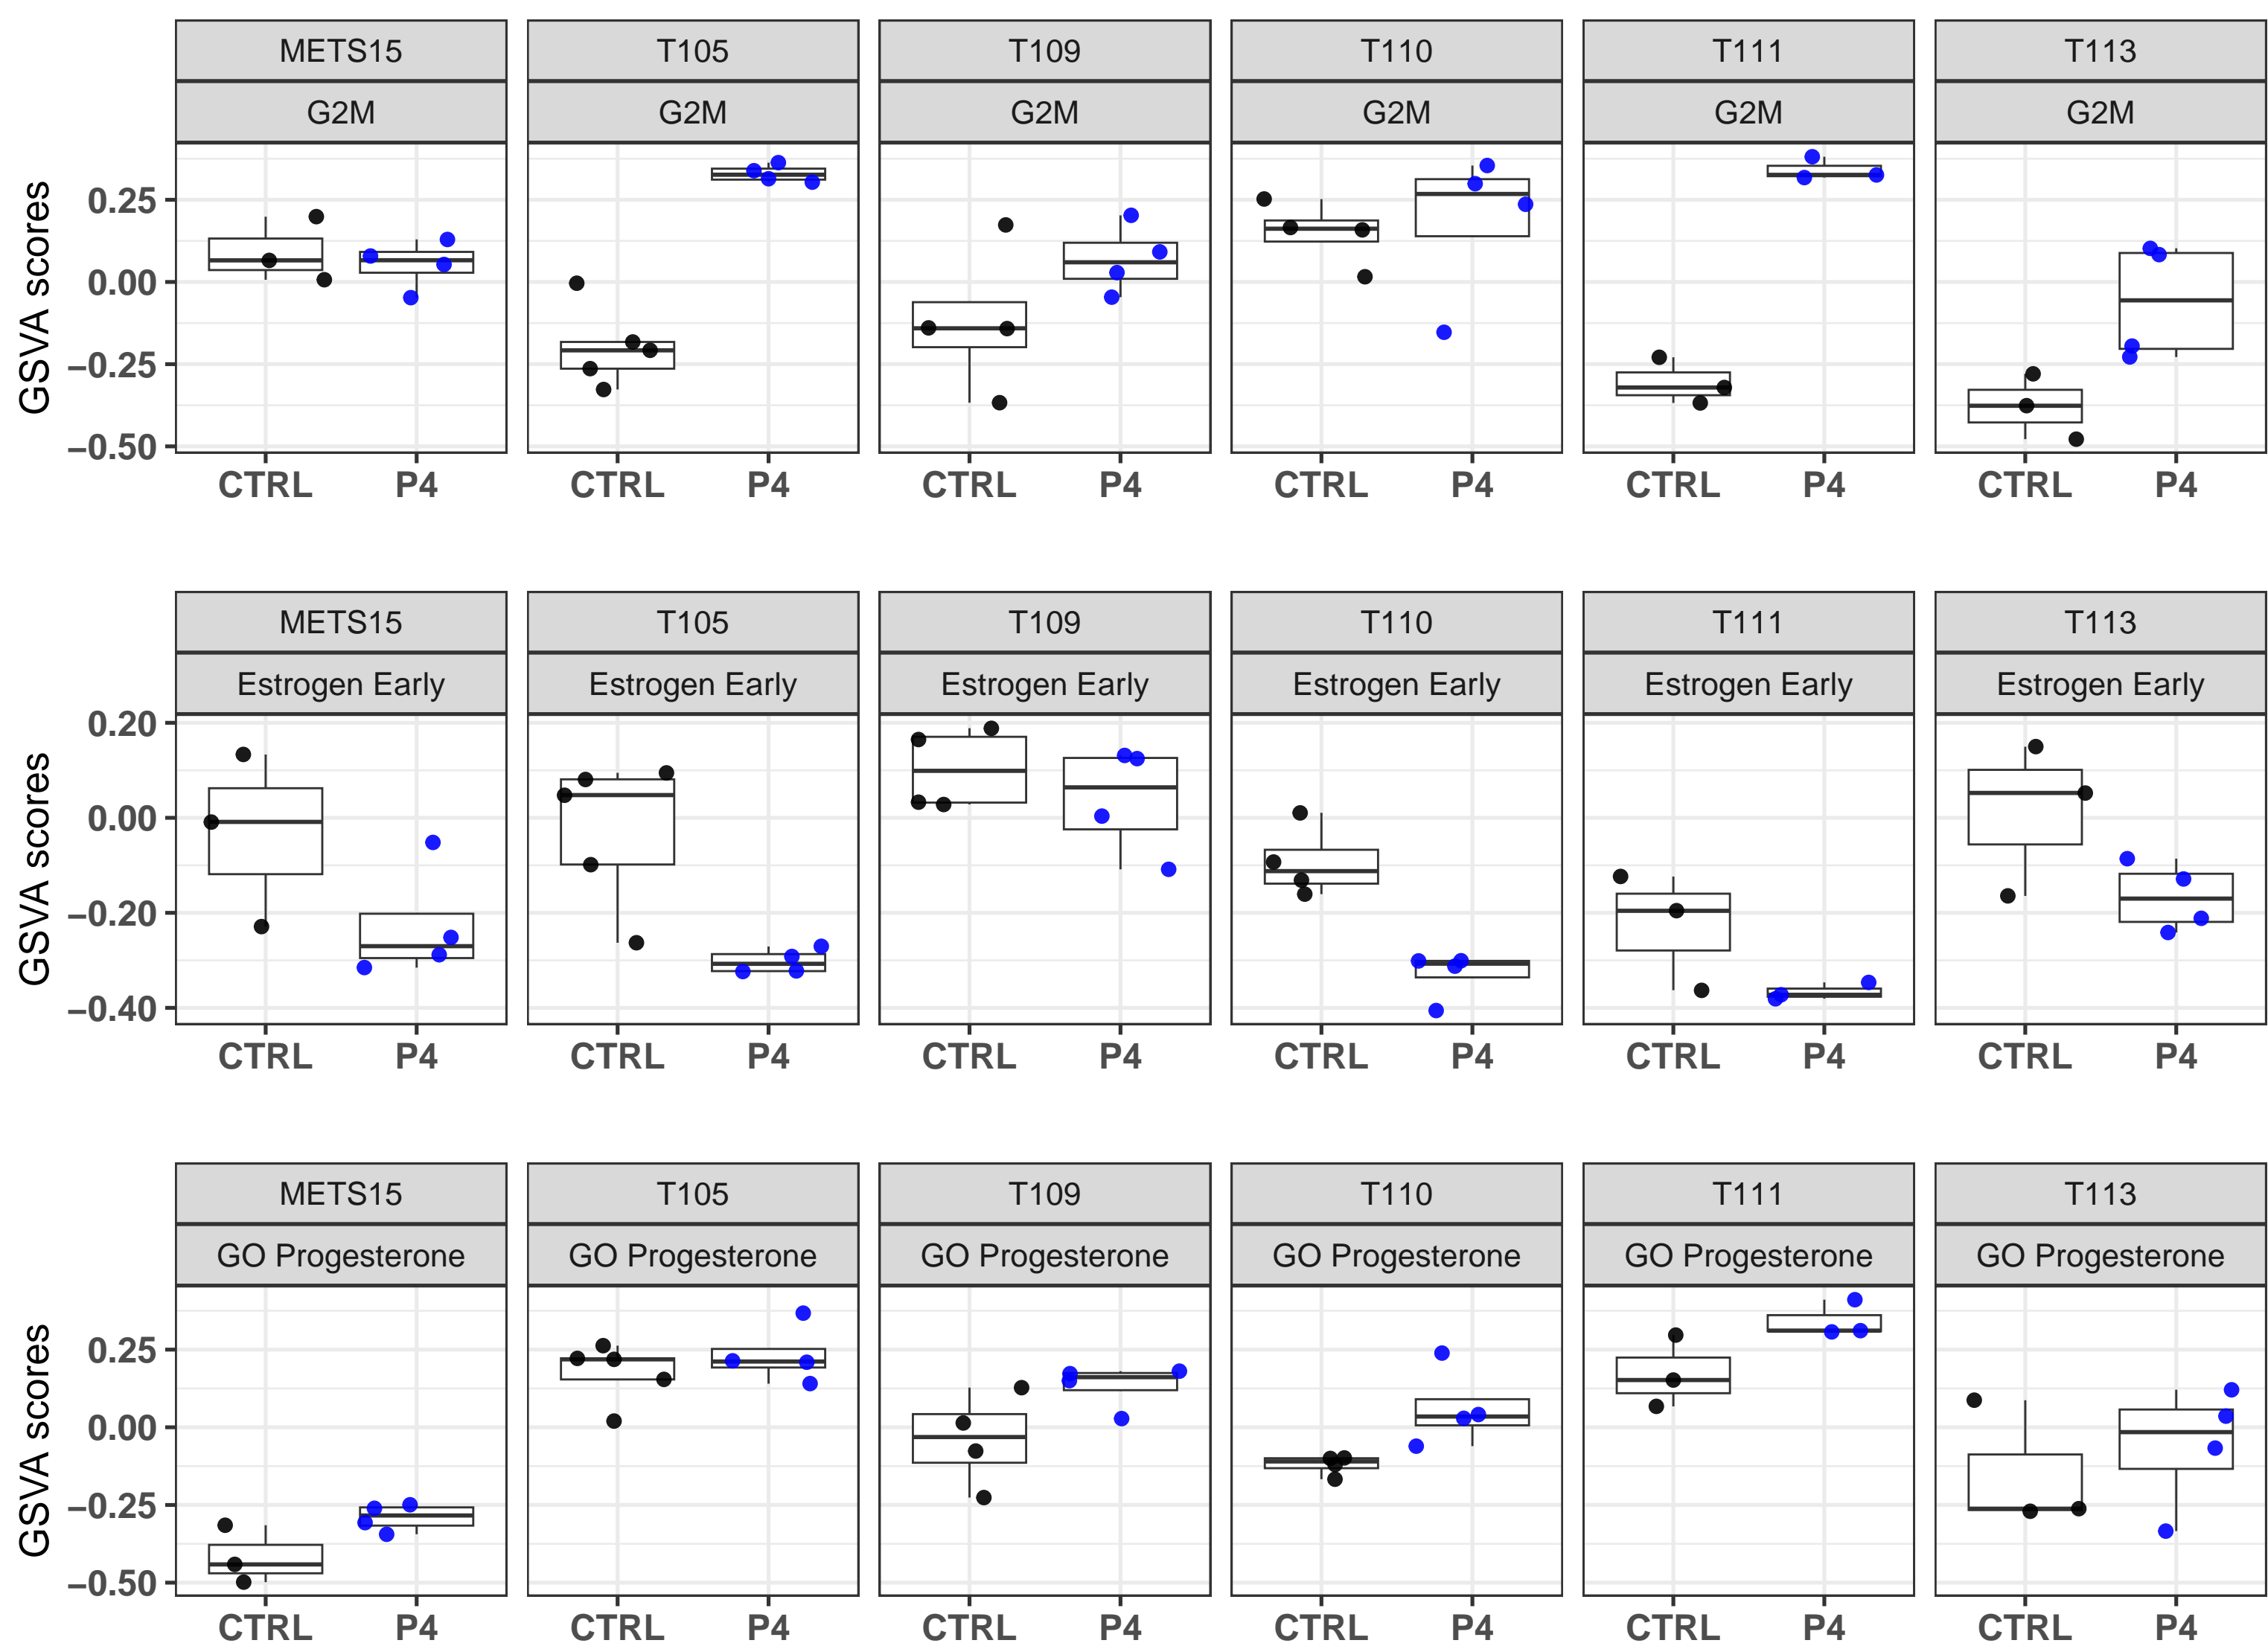 METS15 T105 T109 T110 T111 T113
G2M G2M G2M G2M G2M G2M
GSVA scores
0.25
0.00
−0.25
−0.50
CTRL P4 CTRL P4 CTRL P4 CTRL P4 CTRL P4 CTRL P4
METS15 T105 T109 T110 T111 T113
Estrogen Early Estrogen Early Estrogen Early Estrogen Early Estrogen Early Estrogen Early
GSVA scores
0.20
0.00
−0.20
−0.40
CTRL P4 CTRL P4 CTRL P4 CTRL P4 CTRL P4 CTRL P4
METS15 T105 T109 T110 T111 T113
GO Progesterone GO Progesterone GO Progesterone GO Progesterone GO Progesterone GO Progesterone
GSVA scores
0.25
0.00
−0.25
−0.50
CTRL P4 CTRL P4 CTRL P4 CTRL P4 CTRL P4 CTRL P4